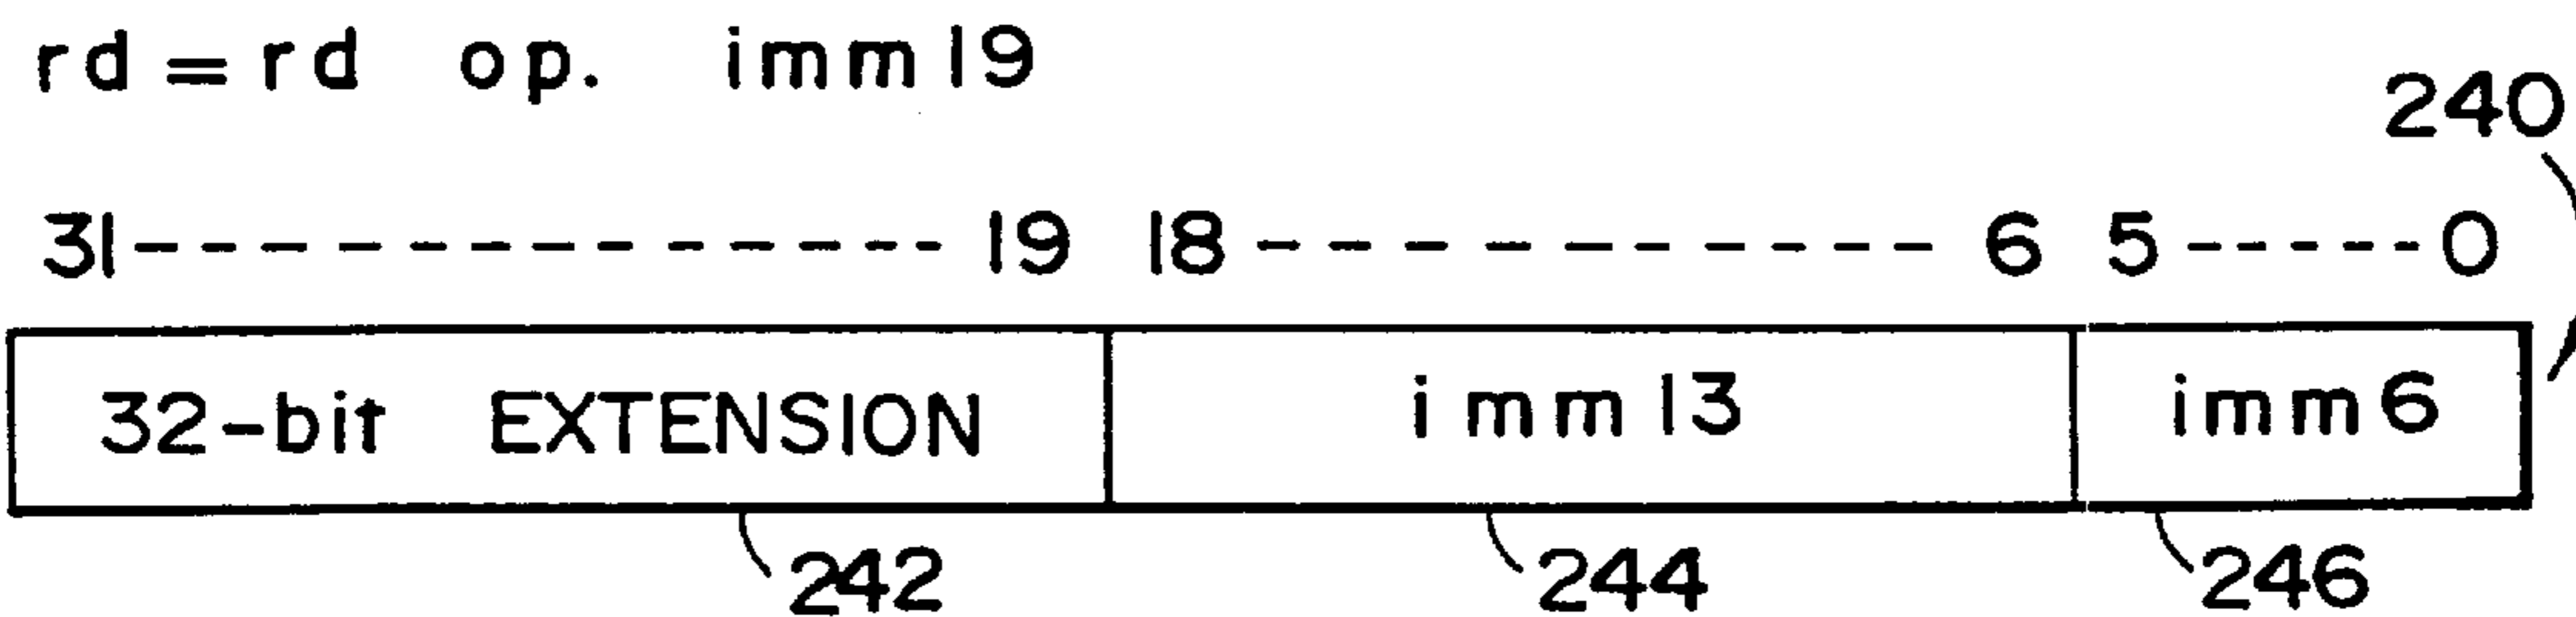 rd = rd op. imm19
240
31-------------19 18----------6 5-----0
32-bit EXTENSION imm13 imm6
242 244 246